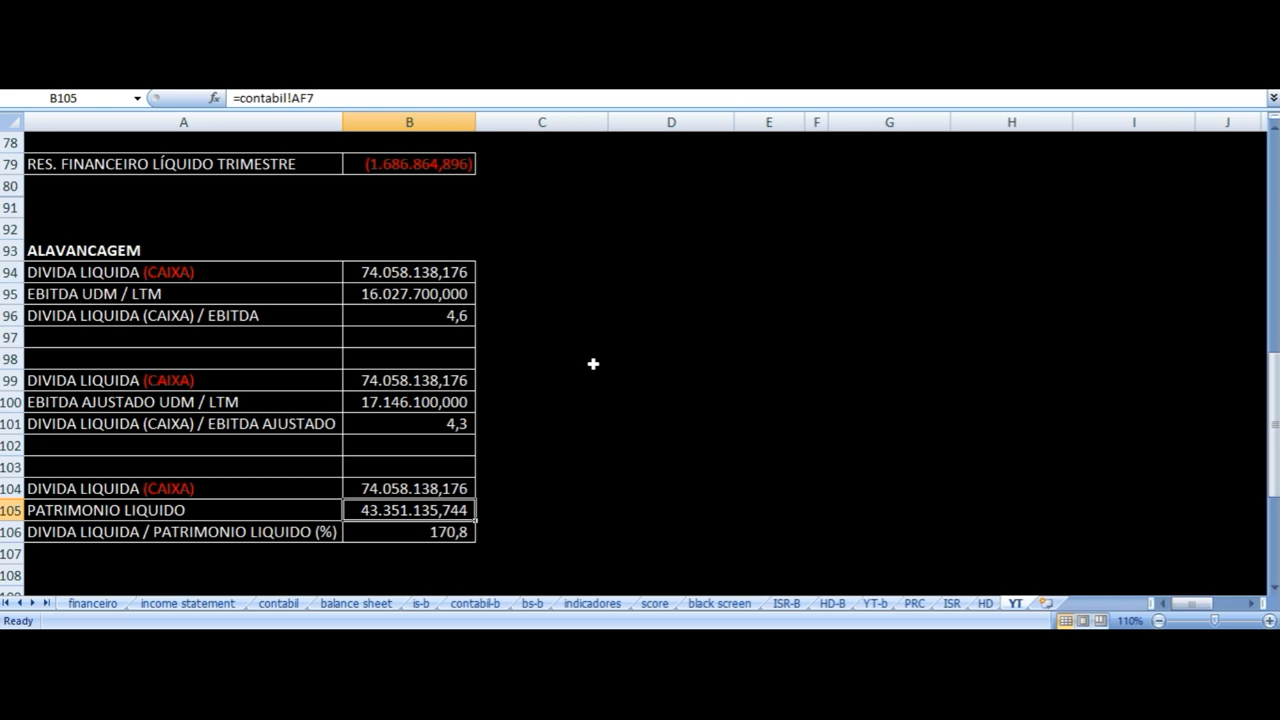 B105 fx =contabil!AF7
A B C D E F G H I J
78
79 RES. FINANCEIRO LÍQUIDO TRIMESTRE (1.686.864,896)
80
91
92
93 ALAVANCAGEM
94 DIVIDA LIQUIDA (CAIXA) 74.058.138,176
95 EBITDA UDM / LTM 16.027.700,000
96 DIVIDA LIQUIDA (CAIXA) / EBITDA 4,6
97
98
99 DIVIDA LIQUIDA (CAIXA) 74.058.138,176
100 EBITDA AJUSTADO UDM / LTM 17.146.100,000
101 DIVIDA LIQUIDA (CAIXA) / EBITDA AJUSTADO 4,3
102
103
104 DIVIDA LIQUIDA (CAIXA) 74.058.138,176
105 PATRIMONIO LIQUIDO 43.351.135,744
106 DIVIDA LIQUIDA / PATRIMONIO LIQUIDO (%) 170,8
107
108
financeiro income statement contabil balance sheet is-b contabil-b bs-b indicadores score black screen ISR-B HD-B YT-b PRC ISR HD YT
Ready 110%